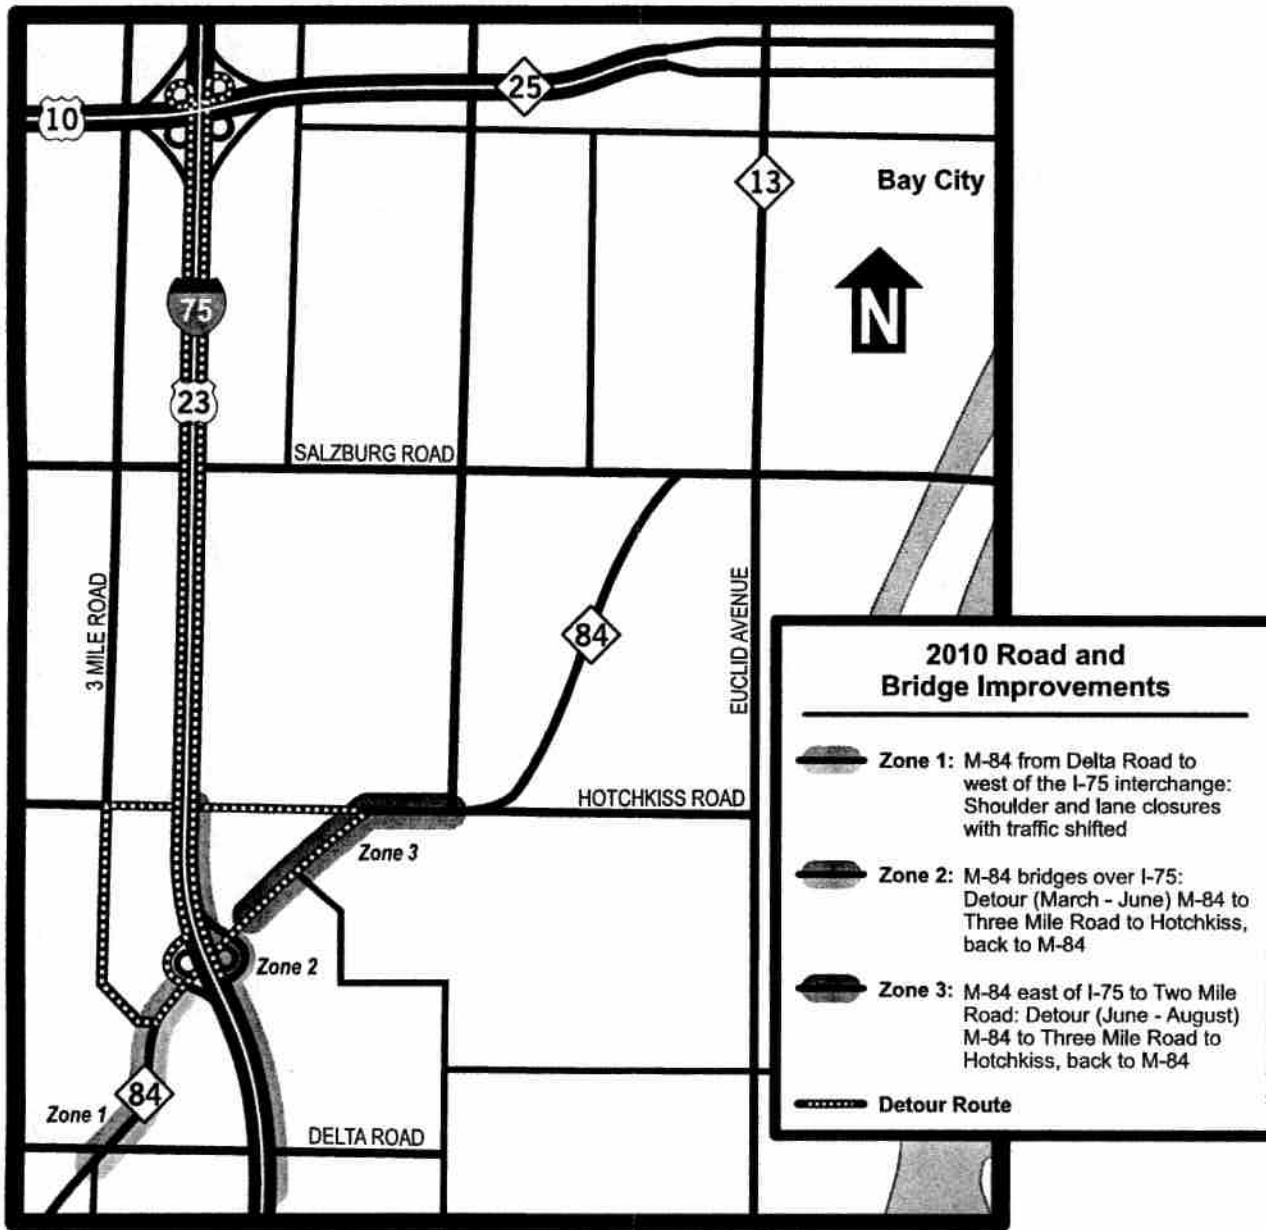 10
25
13
Bay City
N
75
23
SALZBURG ROAD
3 MILE ROAD
84
EUCLID AVENUE
HOTCHKISS ROAD
Zone 3
Zone 2
84
Zone 1
DELTA ROAD
2010 Road and
Bridge Improvements
Zone 1: M-84 from Delta Road to
west of the I-75 interchange:
Shoulder and lane closures
with traffic shifted
Zone 2: M-84 bridges over I-75:
Detour (March - June) M-84 to
Three Mile Road to Hotchkiss,
back to M-84
Zone 3: M-84 east of I-75 to Two Mile
Road: Detour (June - August)
M-84 to Three Mile Road to
Hotchkiss, back to M-84
Detour Route